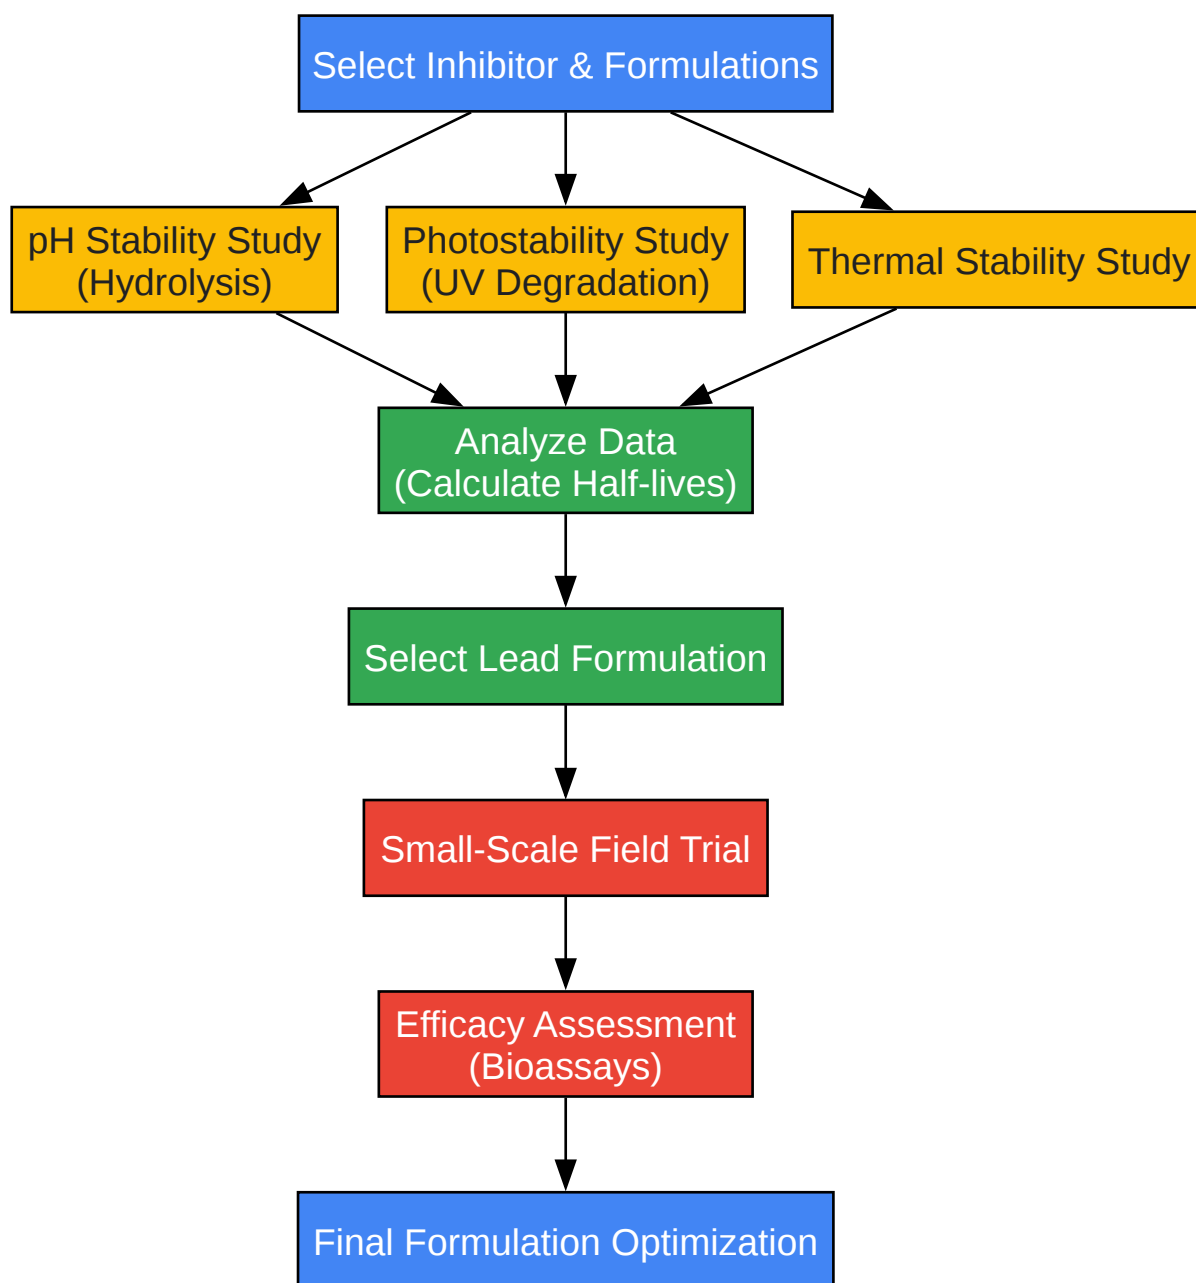 Select Inhibitor & Formulations
pH Stability Study
(Hydrolysis)
Photostability Study
(UV Degradation)
Thermal Stability Study
Analyze Data
(Calculate Half-lives)
Select Lead Formulation
Small-Scale Field Trial
Efficacy Assessment
(Bioassays)
Final Formulation Optimization